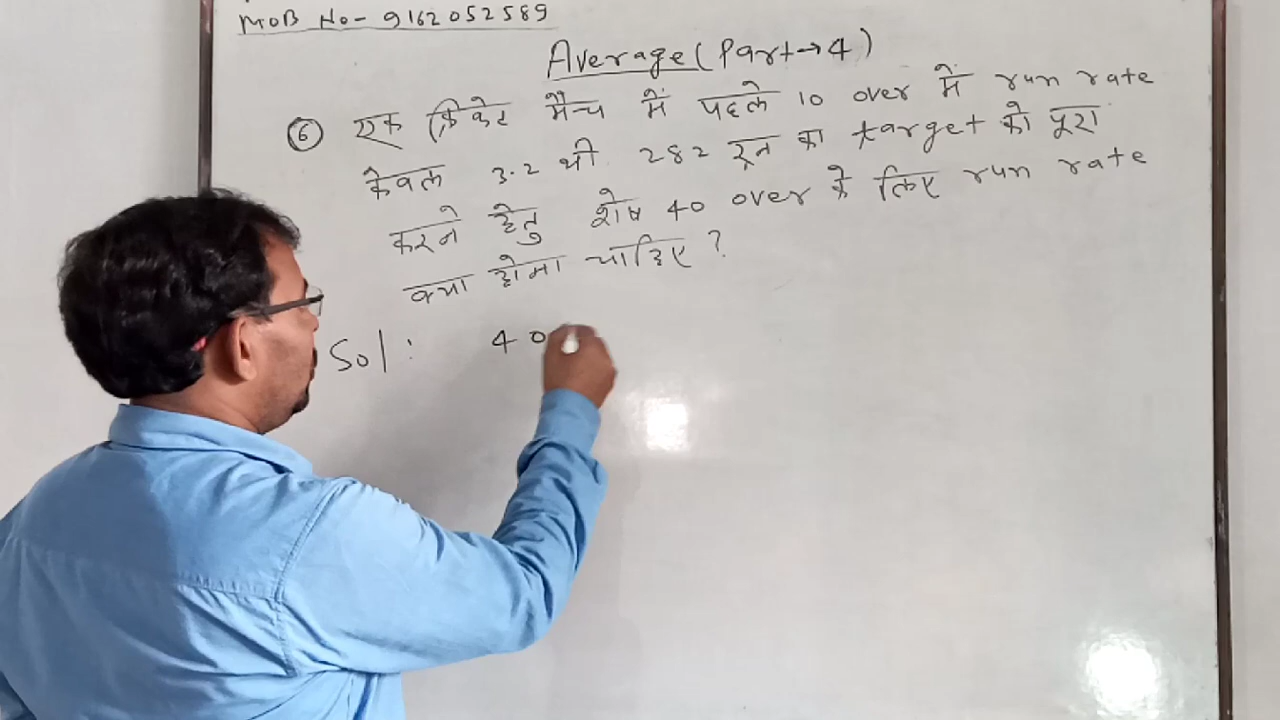 MOB No- 9162052589
Average (Part→4)
⑥ एक क्रिकेट मैच में पहले 10 over में run rate
केवल 3.2 थी 282 रन का target को पूरा
करने हेतु शेष 40 over के लिए run rate
क्या होना चाहिए ?
Sol: 40